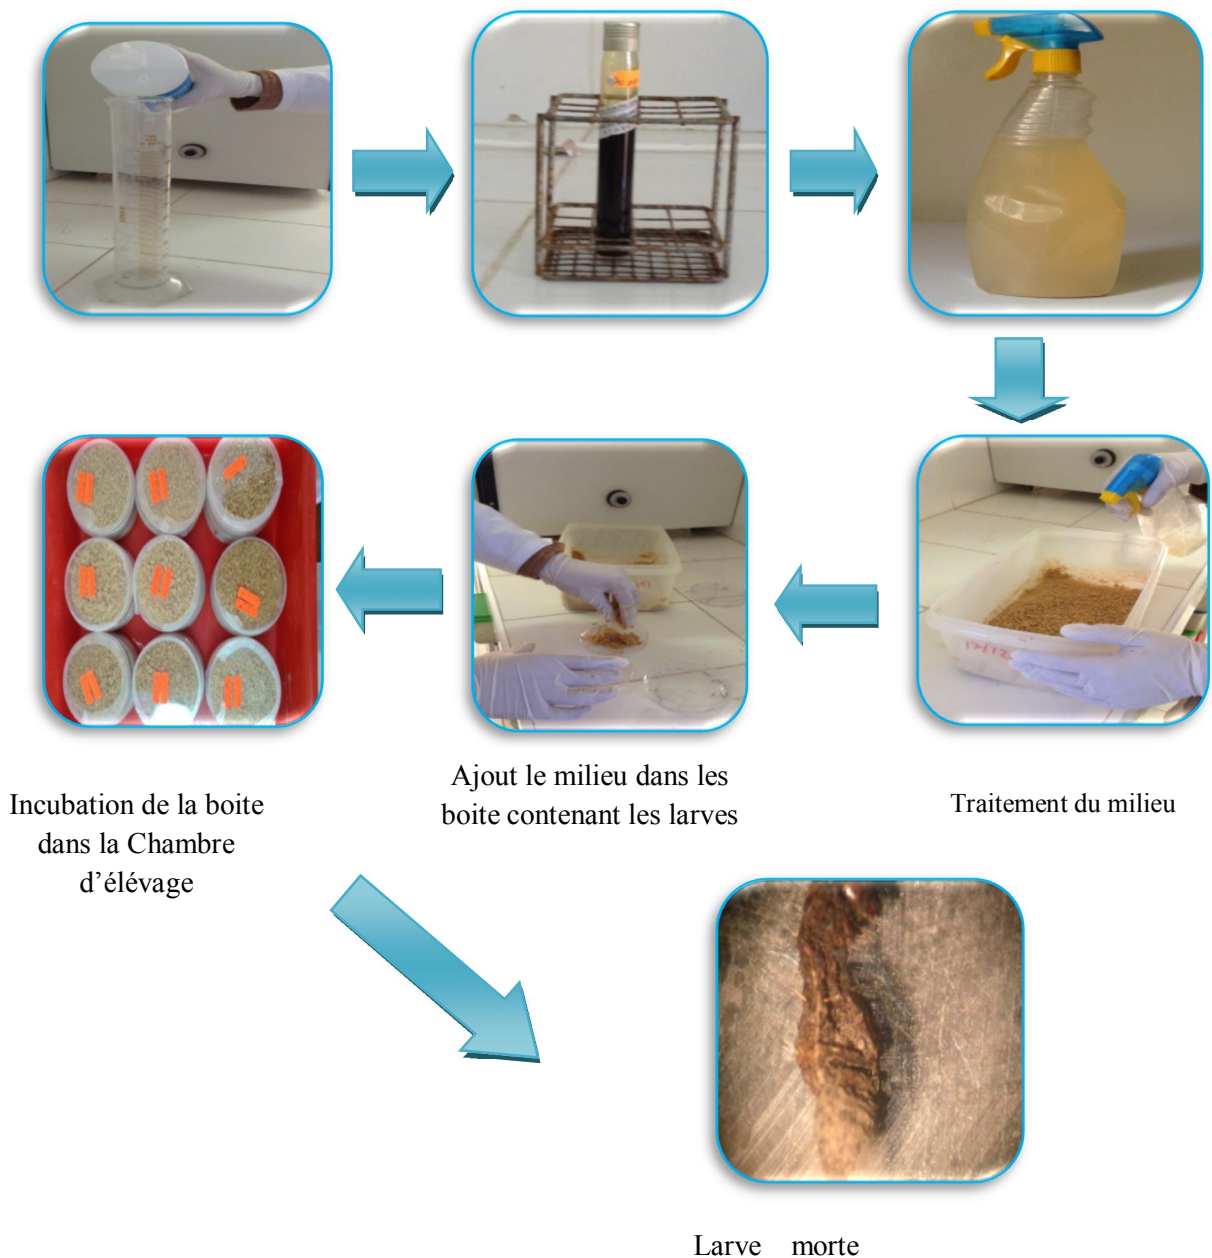 Ajout le milieu dans les
boite contenant les larves
Traitement du milieu
Incubation de la boite
dans la Chambre
d’élévage
Larve morte